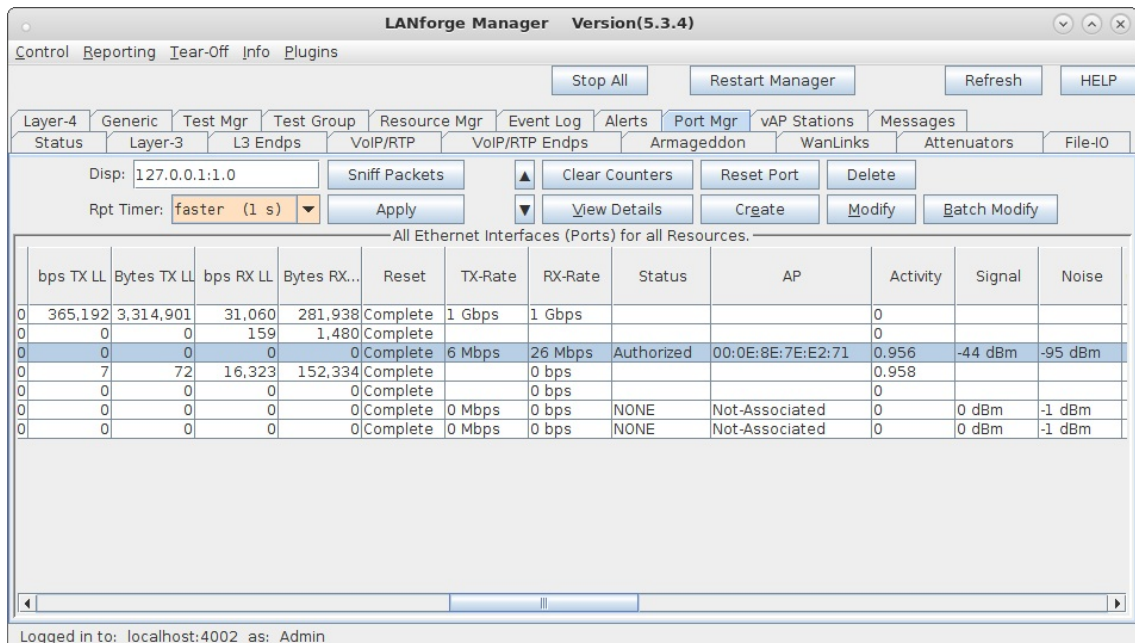 LANforge Manager Version(5.3.4)
Control Reporting Tear-Off Info Plugins
Stop All Restart Manager Refresh HELP
Layer-4 Generic Test Mgr Test Group Resource Mgr Event Log Alerts Port Mgr vAP Stations Messages
Status Layer-3 L3 Endps VoIP/RTP VoIP/RTP Endps Armageddon WanLinks Attenuators File-IO
Disp: 127.0.0.1:1.0 Sniff Packets ▲ Clear Counters Reset Port Delete
Rpt Timer: faster (1 s) ▼ Apply ▼ View Details Create Modify Batch Modify
All Ethernet Interfaces (Ports) for all Resources.
bps TX LL Bytes TX LL bps RX LL Bytes RX... Reset TX-Rate RX-Rate Status AP Activity Signal Noise
0 365,192 3,314,901 31,060 281,938 Complete 1 Gbps 1 Gbps 0
0 0 0 159 1,480 Complete 0
0 0 0 0 0 Complete 6 Mbps 26 Mbps Authorized 00:0E:8E:7E:E2:71 0.956 -44 dBm -95 dBm
0 7 72 16,323 152,334 Complete 0 bps 0.958
0 0 0 0 0 Complete 0 bps 0
0 0 0 0 0 Complete 0 Mbps 0 bps NONE Not-Associated 0 0 dBm -1 dBm
0 0 0 0 0 Complete 0 Mbps 0 bps NONE Not-Associated 0 0 dBm -1 dBm
Logged in to: localhost:4002 as: Admin